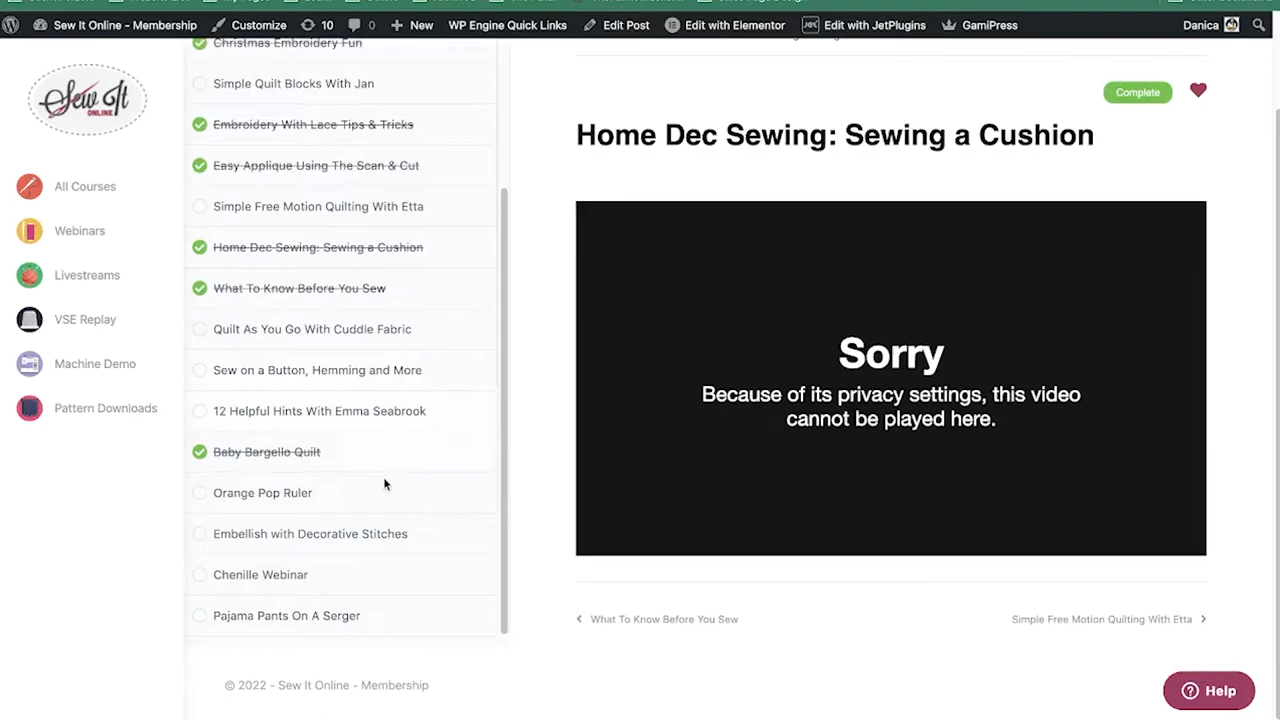 Sew It Online - Membership
Customize
10
0
New
WP Engine Quick Links
Edit Post
Edit with Elementor
Edit with JetPlugins
GamiPress
Danica
Sew It
ONLINE
All Courses
Webinars
Livestreams
VSE Replay
Machine Demo
Pattern Downloads
Christmas Embroidery Fun
Simple Quilt Blocks With Jan
Embroidery With Lace Tips & Tricks
Easy Applique Using The Scan & Cut
Simple Free Motion Quilting With Etta
Home Dec Sewing: Sewing a Cushion
What To Know Before You Sew
Quilt As You Go With Cuddle Fabric
Sew on a Button, Hemming and More
12 Helpful Hints With Emma Seabrook
Baby Bargello Quilt
Orange Pop Ruler
Embellish with Decorative Stitches
Chenille Webinar
Pajama Pants On A Serger
Complete
Home Dec Sewing: Sewing a Cushion
Sorry
Because of its privacy settings, this video
cannot be played here.
What To Know Before You Sew
Simple Free Motion Quilting With Etta
© 2022 - Sew It Online - Membership
Help